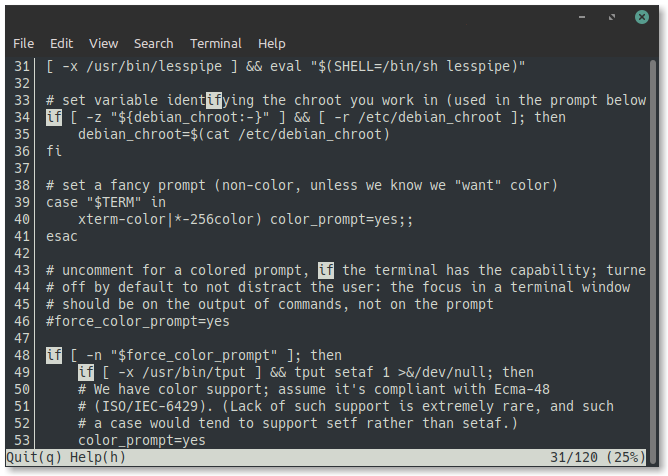 File Edit View Search Terminal Help
31 [ -x /usr/bin/lesspipe ] && eval "$(SHELL=/bin/sh lesspipe)"
32
33 # set variable identifying the chroot you work in (used in the prompt below
34 if [ -z "${debian_chroot:-}" ] && [ -r /etc/debian_chroot ]; then
35     debian_chroot=$(cat /etc/debian_chroot)
36 fi
37
38 # set a fancy prompt (non-color, unless we know we "want" color)
39 case "$TERM" in
40     xterm-color|*-256color) color_prompt=yes;;
41 esac
42
43 # uncomment for a colored prompt, if the terminal has the capability; turne
44 # off by default to not distract the user: the focus in a terminal window
45 # should be on the output of commands, not on the prompt
46 #force_color_prompt=yes
47
48 if [ -n "$force_color_prompt" ]; then
49     if [ -x /usr/bin/tput ] && tput setaf 1 >&/dev/null; then
50     # We have color support; assume it's compliant with Ecma-48
51     # (ISO/IEC-6429). (Lack of such support is extremely rare, and such
52     # a case would tend to support setf rather than setaf.)
53     color_prompt=yes
Quit(q) Help(h) 31/120 (25%)